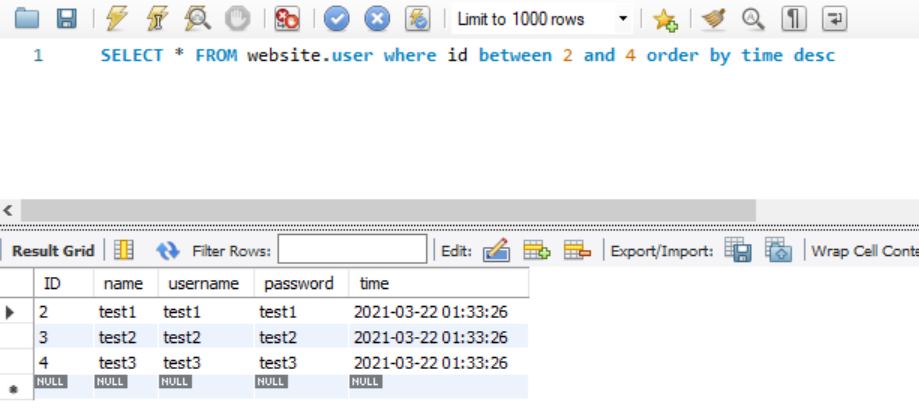 Limit to 1000 rows
1 SELECT * FROM website.user where id between 2 and 4 order by time desc
Result Grid Filter Rows: Edit: Export/Import: Wrap Cell Conte
ID name username password time
2 test1 test1 test1 2021-03-22 01:33:26
3 test2 test2 test2 2021-03-22 01:33:26
4 test3 test3 test3 2021-03-22 01:33:26
NULL NULL NULL NULL NULL